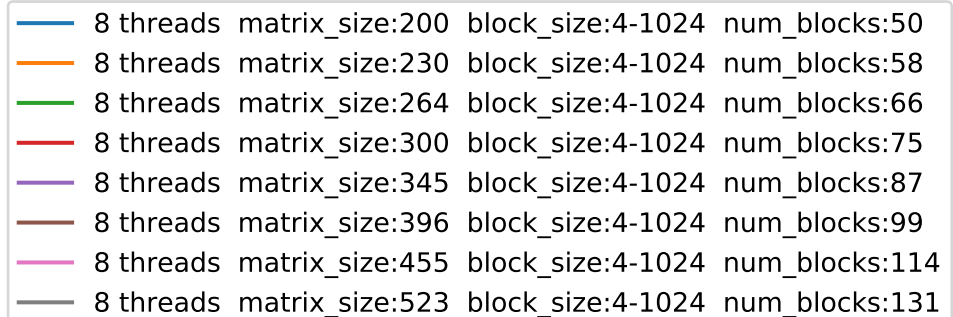 8 threads matrix_size:200 block_size:4-1024 num_blocks:50
8 threads matrix_size:230 block_size:4-1024 num_blocks:58
8 threads matrix_size:264 block_size:4-1024 num_blocks:66
8 threads matrix_size:300 block_size:4-1024 num_blocks:75
8 threads matrix_size:345 block_size:4-1024 num_blocks:87
8 threads matrix_size:396 block_size:4-1024 num_blocks:99
8 threads matrix_size:455 block_size:4-1024 num_blocks:114
8 threads matrix_size:523 block_size:4-1024 num_blocks:131